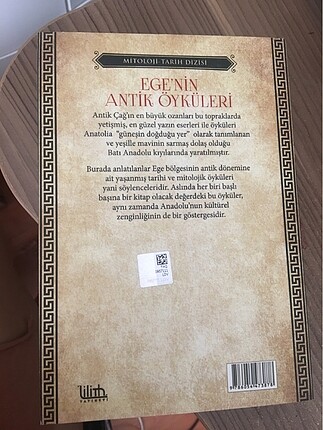 MİTOLOJİ-TARİH DİZİSİ
EGE'NİN
ANTİK ÖYKÜLERİ
Antik Çağ'ın en büyük ozanları bu topraklarda
yetişmiş, en güzel yazın eserleri ile öyküleri
Anatolia "güneşin doğduğu yer" olarak tanımlanan
ve yeşille mavinin sarmaş dolaş olduğu
Batı Anadolu kıyılarında yaratılmıştır.
Burada anlatılanlar Ege bölgesinin antik dönemine
ait yaşanmış tarihi ve mitolojik öyküleri
yani söylenceleridir. Aslında her biri başlı
başına bir kitap olacak değerdeki bu öyküler,
aynı zamanda Anadolu'nun kültürel
zenginliğinin de bir göstergesidir.
lilith
YAYINEVİ